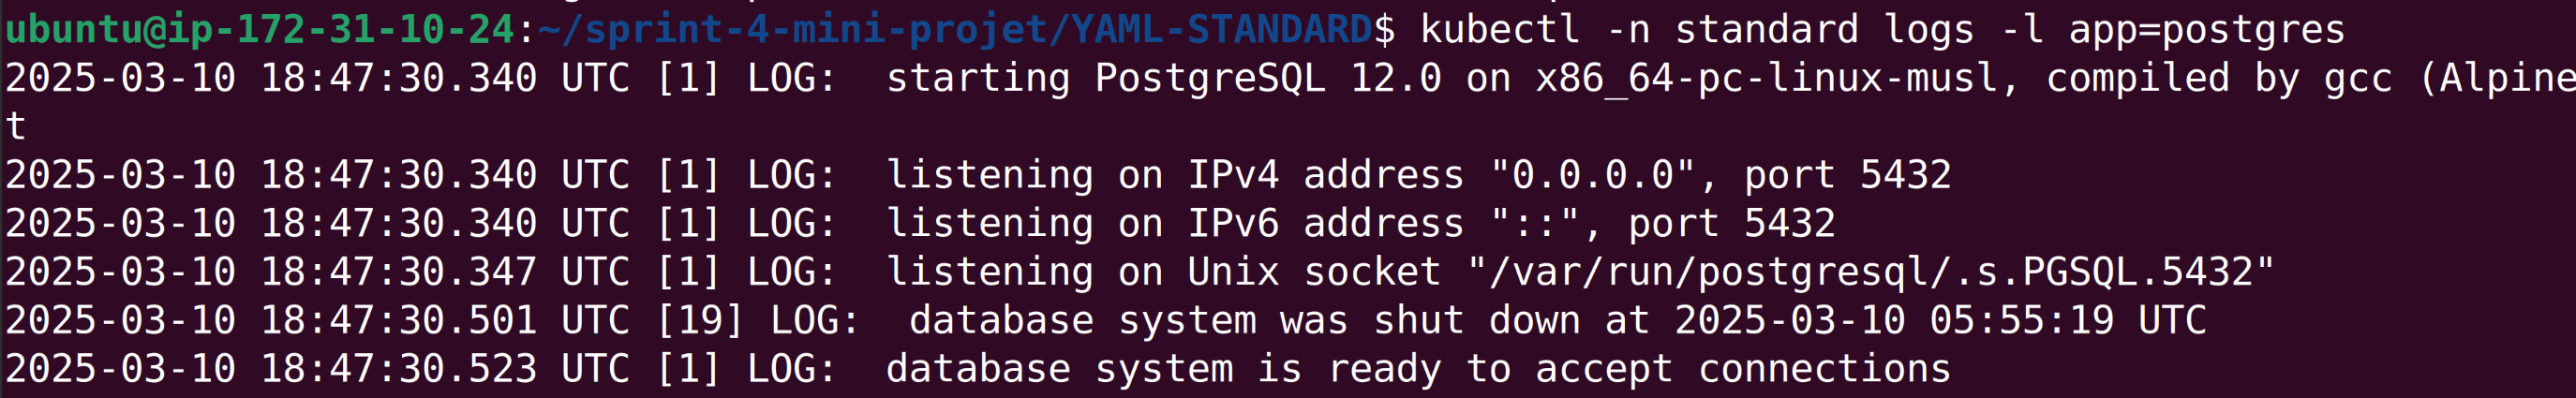 ubuntu@ip-172-31-10-24:~/sprint-4-mini-projet/YAML-STANDARD$ kubectl -n standard logs -l app=postgres
2025-03-10 18:47:30.340 UTC [1] LOG:  starting PostgreSQL 12.0 on x86_64-pc-linux-musl, compiled by gcc (Alpine
t
2025-03-10 18:47:30.340 UTC [1] LOG:  listening on IPv4 address "0.0.0.0", port 5432
2025-03-10 18:47:30.340 UTC [1] LOG:  listening on IPv6 address "::", port 5432
2025-03-10 18:47:30.347 UTC [1] LOG:  listening on Unix socket "/var/run/postgresql/.s.PGSQL.5432"
2025-03-10 18:47:30.501 UTC [19] LOG:  database system was shut down at 2025-03-10 05:55:19 UTC
2025-03-10 18:47:30.523 UTC [1] LOG:  database system is ready to accept connections